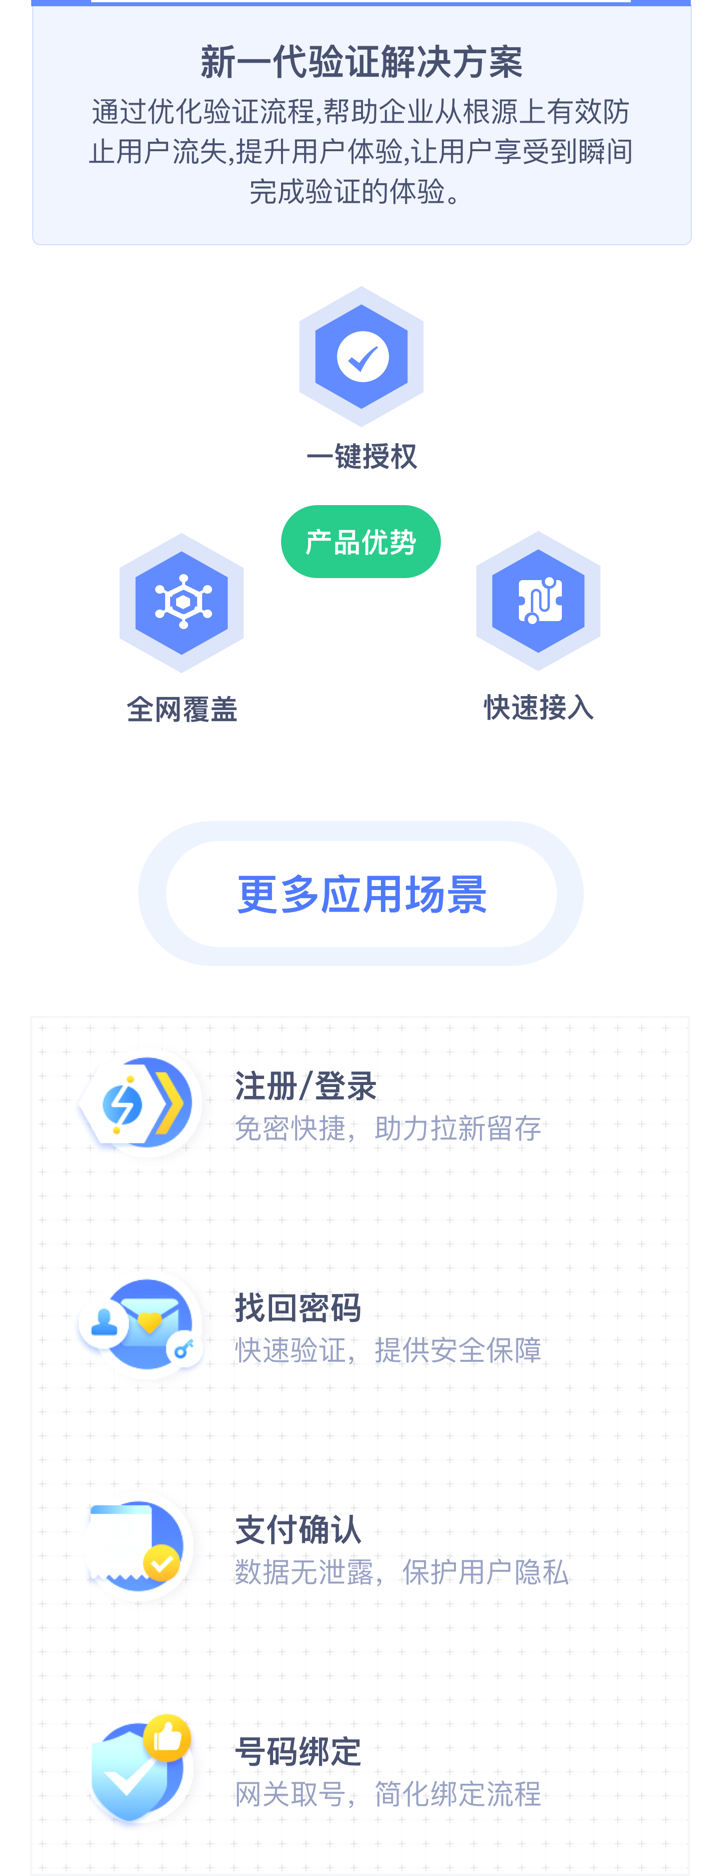 新一代验证解决方案
通过优化验证流程,帮助企业从根源上有效防
止用户流失,提升用户体验,让用户享受到瞬间
完成验证的体验。
一键授权
产品优势
全网覆盖
快速接入
更多应用场景
注册/登录
免密快捷，助力拉新留存
找回密码
快速验证，提供安全保障
支付确认
数据无泄露，保护用户隐私
号码绑定
网关取号，简化绑定流程